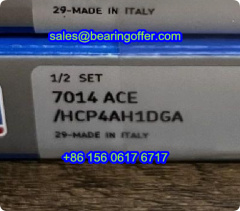 29-MADE IN ITALY
sales@bearingoffer.com
1/2 SET
7014 ACE
/HCP4AH1DGA
29-MADE IN ITALY
+86 156 0617 6717